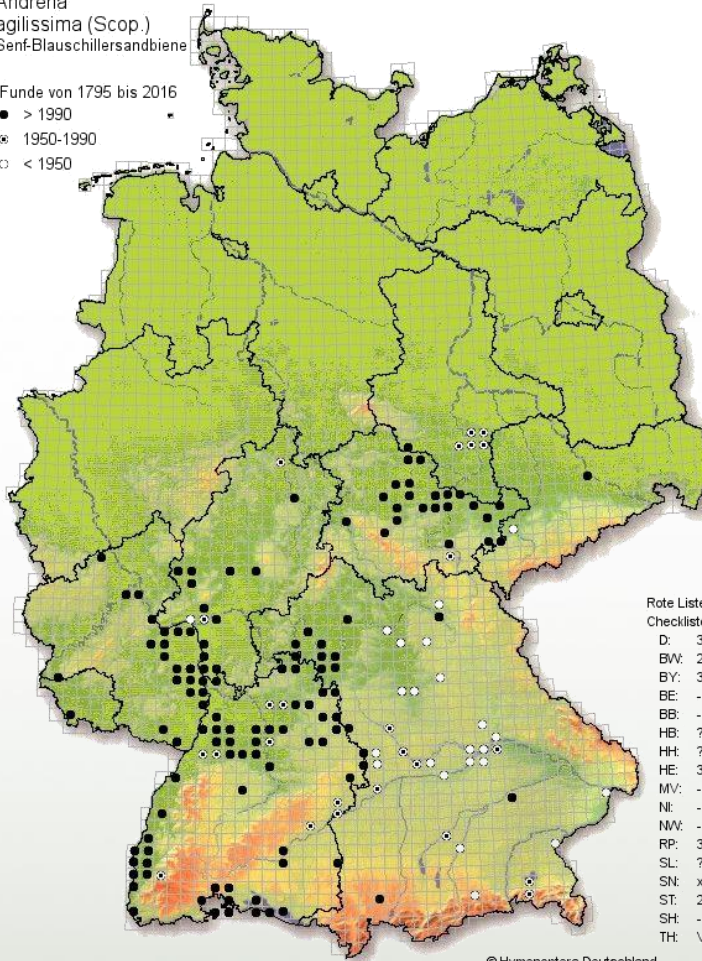 Andrena
agilissima (Scop.)
Senf-Blauschillersandbiene
Funde von 1795 bis 2016
> 1990
1950-1990
< 1950
Rote Liste
Checkliste
D: 3
BW: 2
BY: 3
BE: -
BB: -
HB: ?
HH: ?
HE: 3
MV: -
NI: -
NW: -
RP: 3
SL: ?
SN: x
ST: 2
SH: -
TH: V
© Hymenoptera Deutschland